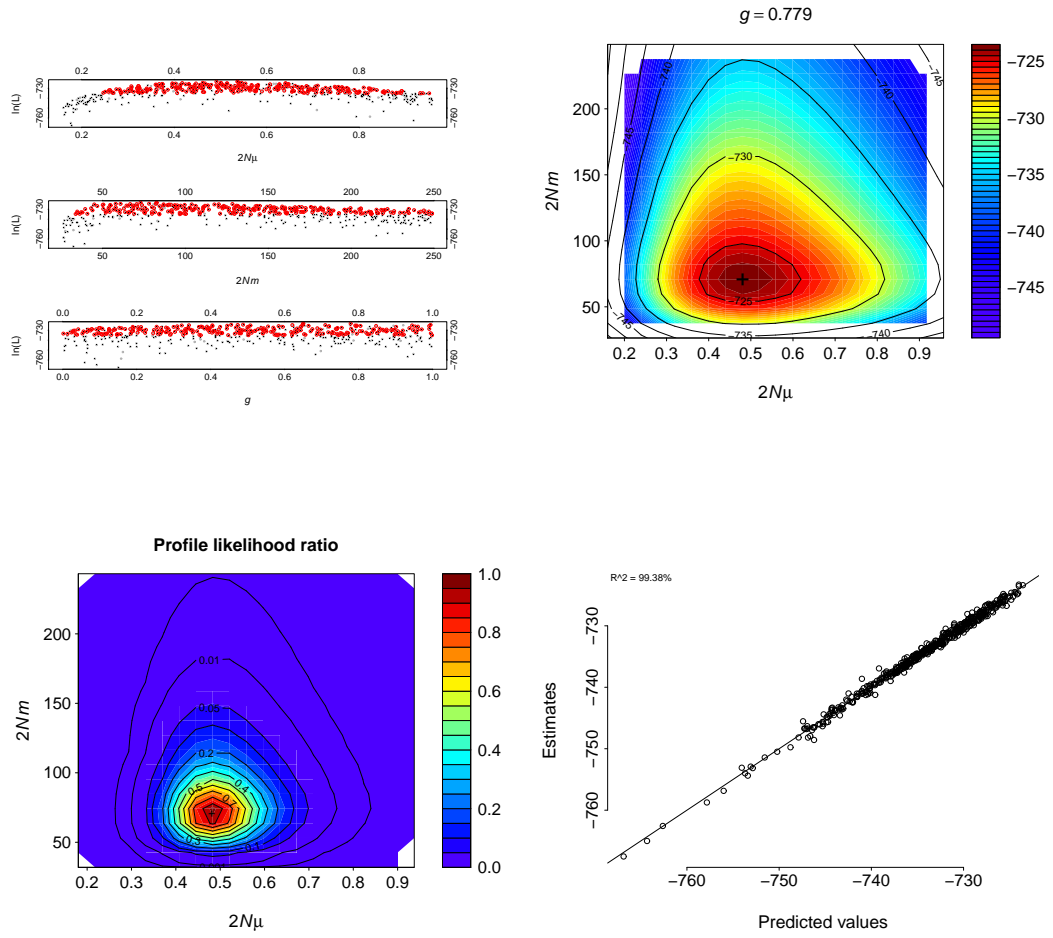 0.2 0.4 0.6 0.8
ln(L)
−760 −730
−760 −730
0.2 0.4 0.6 0.8
2Nμ
50 100 150 200 250
ln(L)
−760 −730
−760 −730
50 100 150 200 250
2Nm
0.0 0.2 0.4 0.6 0.8 1.0
ln(L)
−760 −730
−760 −730
0.0 0.2 0.4 0.6 0.8 1.0
g
g = 0.779
2Nm
200
150
100
50
−740
−740
−745
−745
−730
−725
−735
−740
−745
0.2 0.3 0.4 0.5 0.6 0.7 0.8 0.9
2Nμ
−725
−730
−735
−740
−745
Profile likelihood ratio
2Nm
200
150
100
50
0.01
0.05
0.2
0.5
0.4
0.7
0.3
0.1
0.2 0.3 0.4 0.5 0.6 0.7 0.8 0.9
2Nμ
1.0
0.8
0.6
0.4
0.2
0.0
R^2 = 99.38%
Estimates
−730
−740
−750
−760
−760 −750 −740 −730
Predicted values